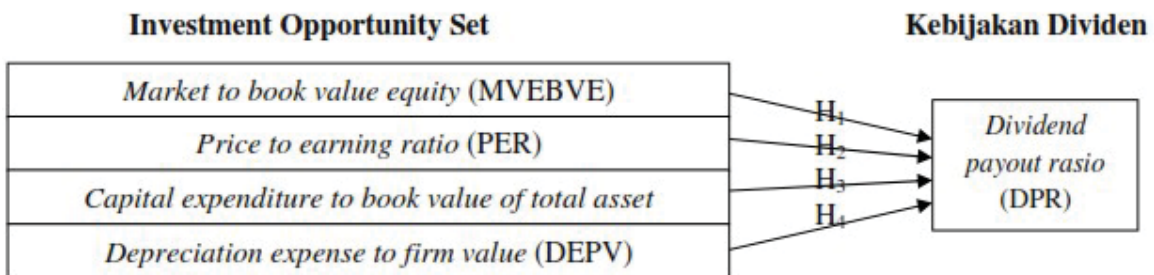 Investment Opportunity Set
Kebijakan Dividen
Market to book value equity (MVEBVE)
Price to earning ratio (PER)
Capital expenditure to book value of total asset
Depreciation expense to firm value (DEPV)
H₁
H₂
H₃
H₄
Dividend
payout rasio
(DPR)